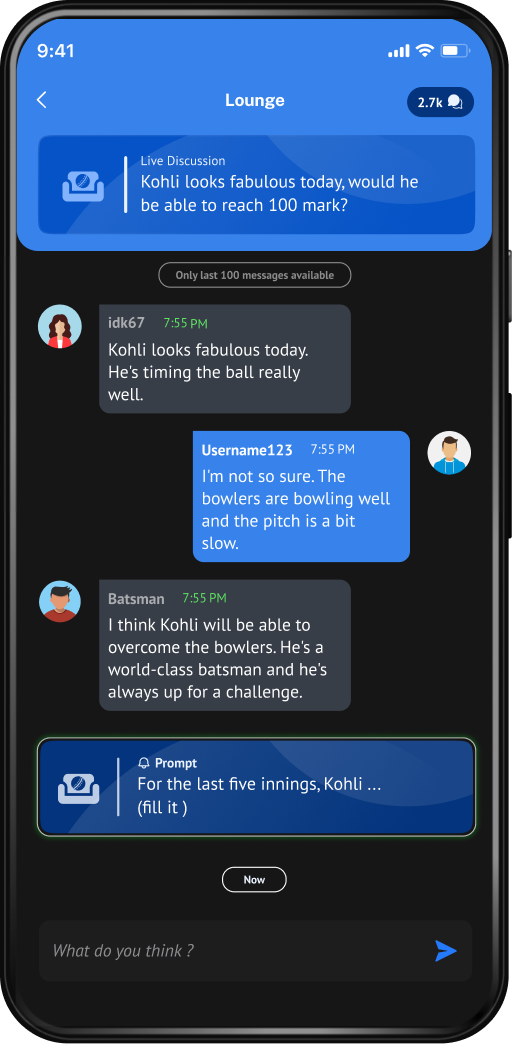 9:41
Lounge
2.7k
Live Discussion
Kohli looks fabulous today, would he
be able to reach 100 mark?
Only last 100 messages available
idk67 7:55 PM
Kohli looks fabulous today.
He's timing the ball really
well.
Username123 7:55 PM
I'm not so sure. The
bowlers are bowling well
and the pitch is a bit
slow.
Batsman 7:55 PM
I think Kohli will be able to
overcome the bowlers. He's a
world-class batsman and he's
always up for a challenge.
Prompt
For the last five innings, Kohli ...
(fill it )
Now
What do you think ?